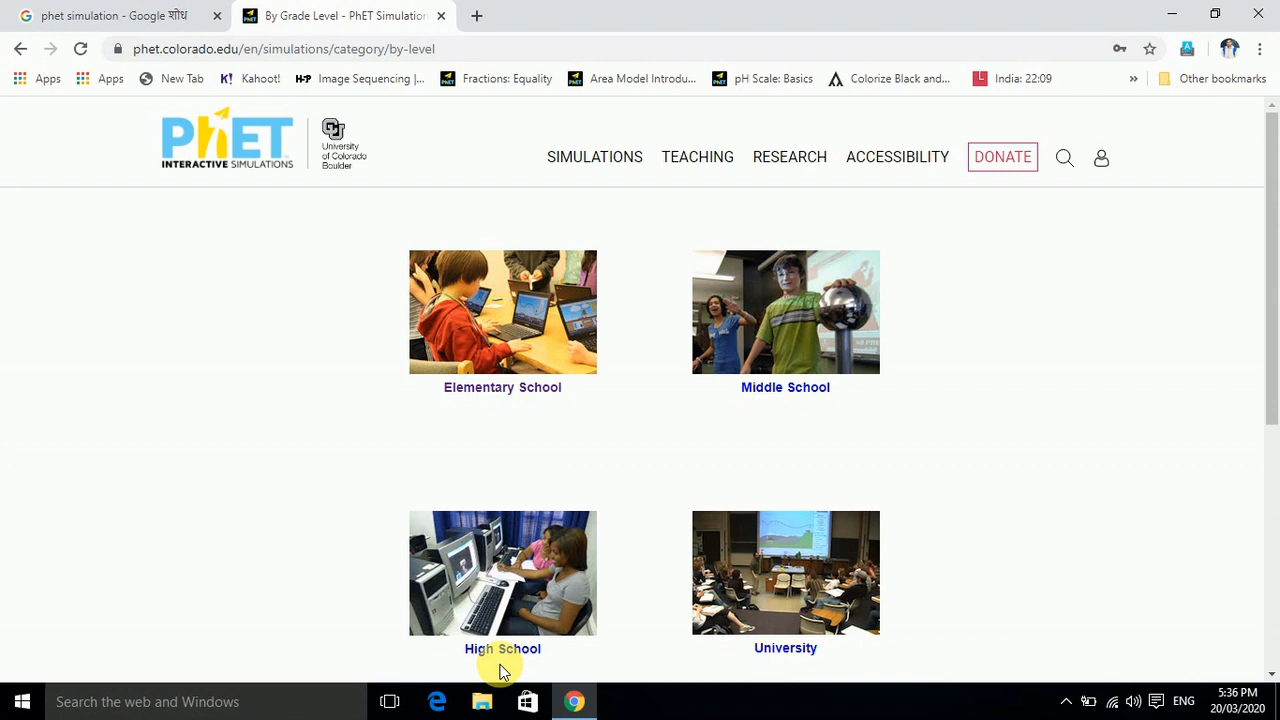 phet simulation - Google शोध
By Grade Level - PhET Simulation
phet.colorado.edu/en/simulations/category/by-level
Apps
Apps
New Tab
Kahoot!
Image Sequencing |...
Fractions: Equality
Area Model Introdu...
pH Scale: Basics
Colorize Black and...
India: 22:09
Other bookmarks
PhET
INTERACTIVE SIMULATIONS
University
of Colorado
Boulder
SIMULATIONS
TEACHING
RESEARCH
ACCESSIBILITY
DONATE
Elementary School
Middle School
High School
University
Search the web and Windows
ENG
5:36 PM
20/03/2020